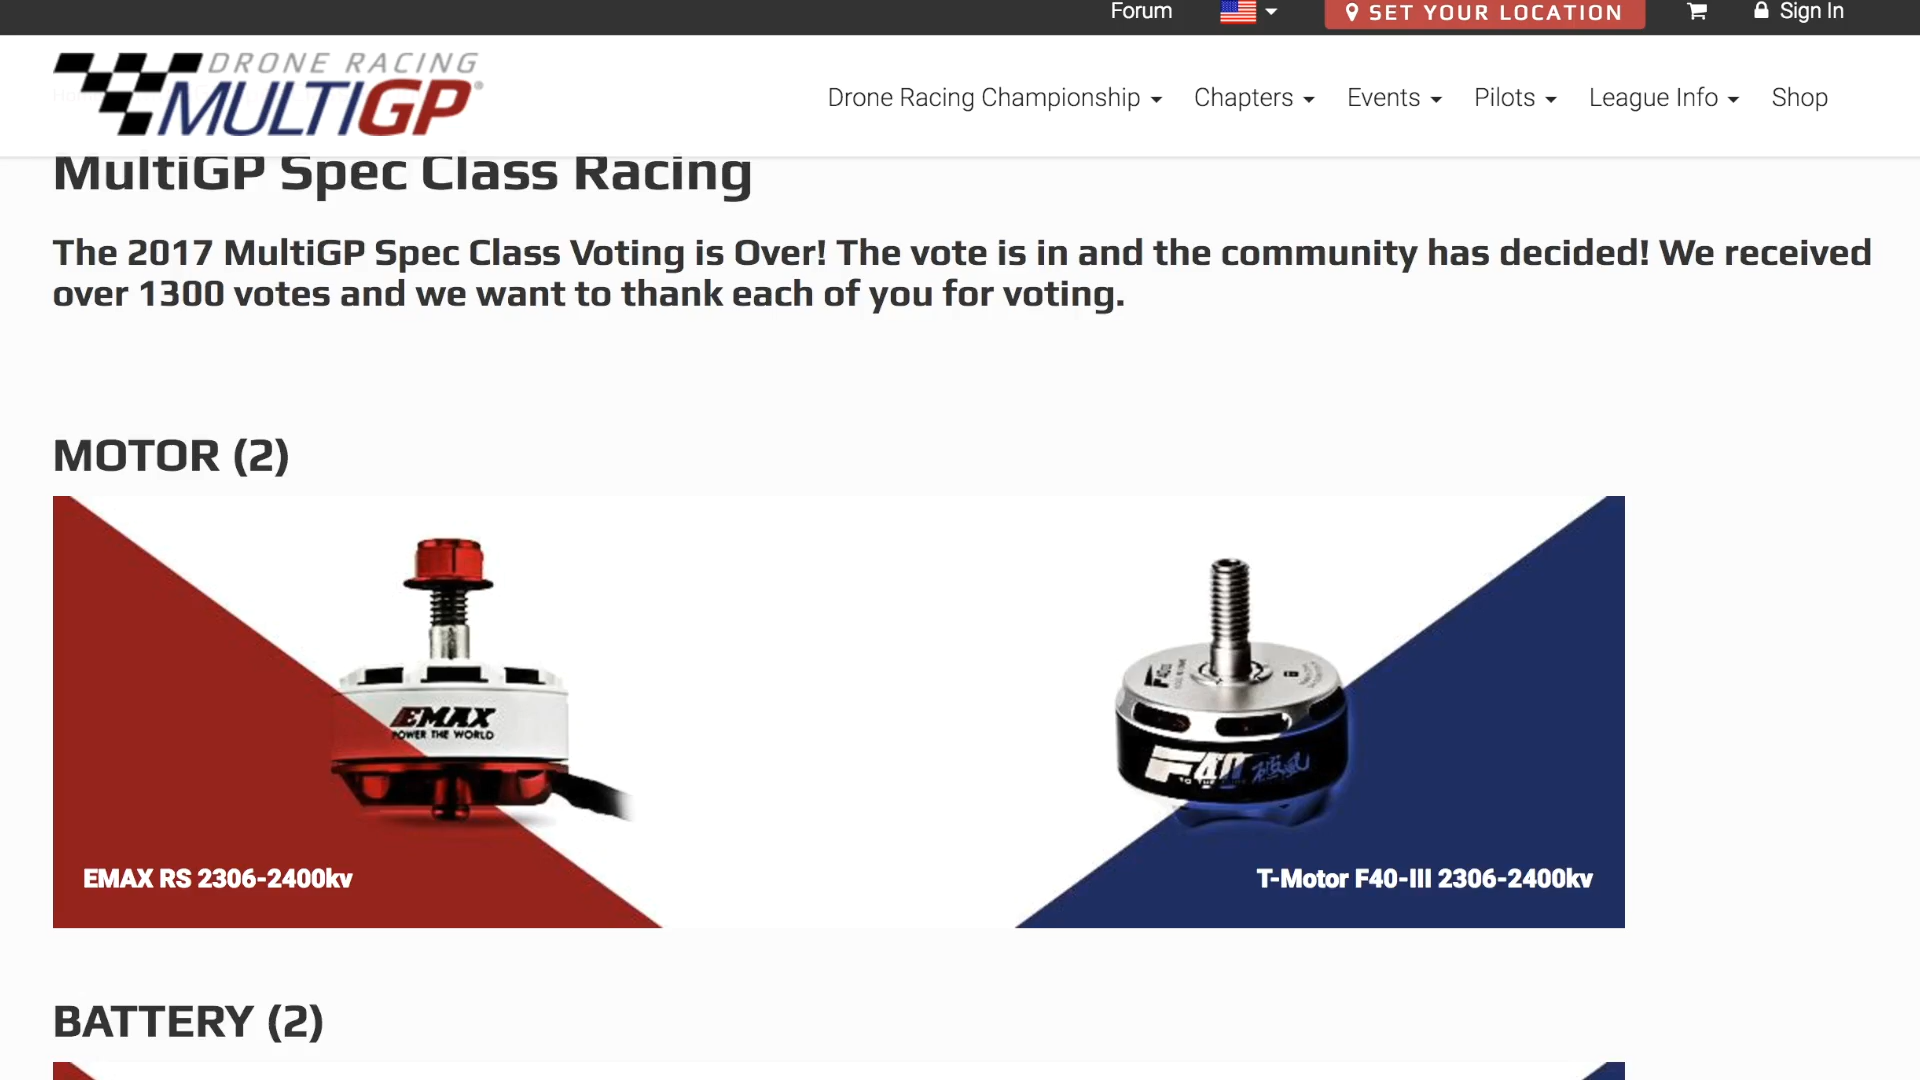 Forum
SET YOUR LOCATION
Sign In
DRONE RACING
MULTIGP®
Drone Racing Championship
Chapters
Events
Pilots
League Info
Shop
MultiGP Spec Class Racing
The 2017 MultiGP Spec Class Voting is Over! The vote is in and the community has decided! We received
over 1300 votes and we want to thank each of you for voting.
MOTOR (2)
EMAX
POWER THE WORLD
F40
EMAX RS 2306-2400kv
T-Motor F40-III 2306-2400kv
BATTERY (2)